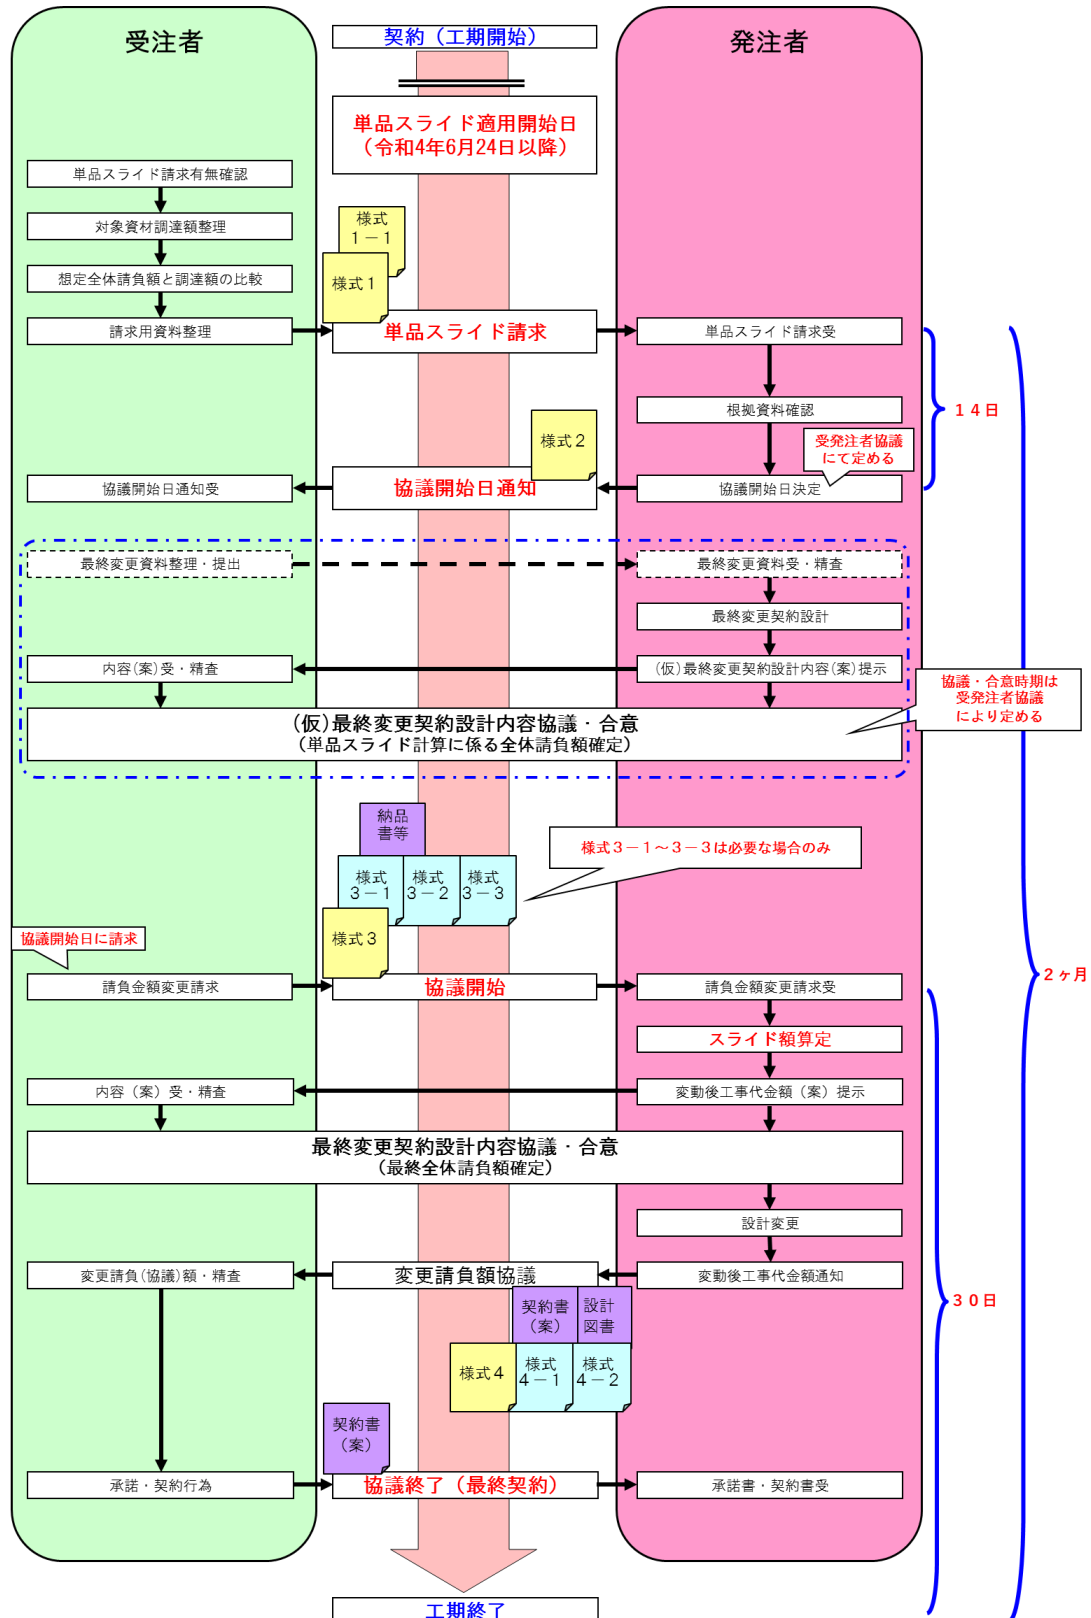 受注者
契約（工期開始）
発注者
単品スライド適用開始日
（令和4年6月24日以降）
単品スライド請求有無確認
対象資材調達額整理
想定全体請負額と調達額の比較
請求用資料整理
様式
１－１
様式１
単品スライド請求
単品スライド請求受
根拠資料確認
受発注者協議
にて定める
協議開始日決定
１４日
様式２
協議開始日通知
協議開始日通知受
最終変更資料整理・提出
最終変更資料受・精査
最終変更契約設計
内容(案)受・精査
(仮)最終変更契約設計内容(案)提示
協議・合意時期は
受発注者協議
により定める
(仮)最終変更契約設計内容協議・合意
（単品スライド計算に係る全体請負額確定）
納品
書等
様式
３－１
様式
３－２
様式
３－３
様式３－１～３－３は必要な場合のみ
様式３
協議開始日に請求
請負金額変更請求
協議開始
請負金額変更請求受
２ヶ月
スライド額算定
内容（案）受・精査
変動後工事代金額（案）提示
最終変更契約設計内容協議・合意
（最終全体請負額確定）
設計変更
変更請負(協議)額・精査
変更請負額協議
変動後工事代金額通知
３０日
契約書
（案）
設計
図書
様式４
様式
４－１
様式
４－２
契約書
（案）
承諾・契約行為
協議終了（最終契約）
承諾書・契約書受
工期終了